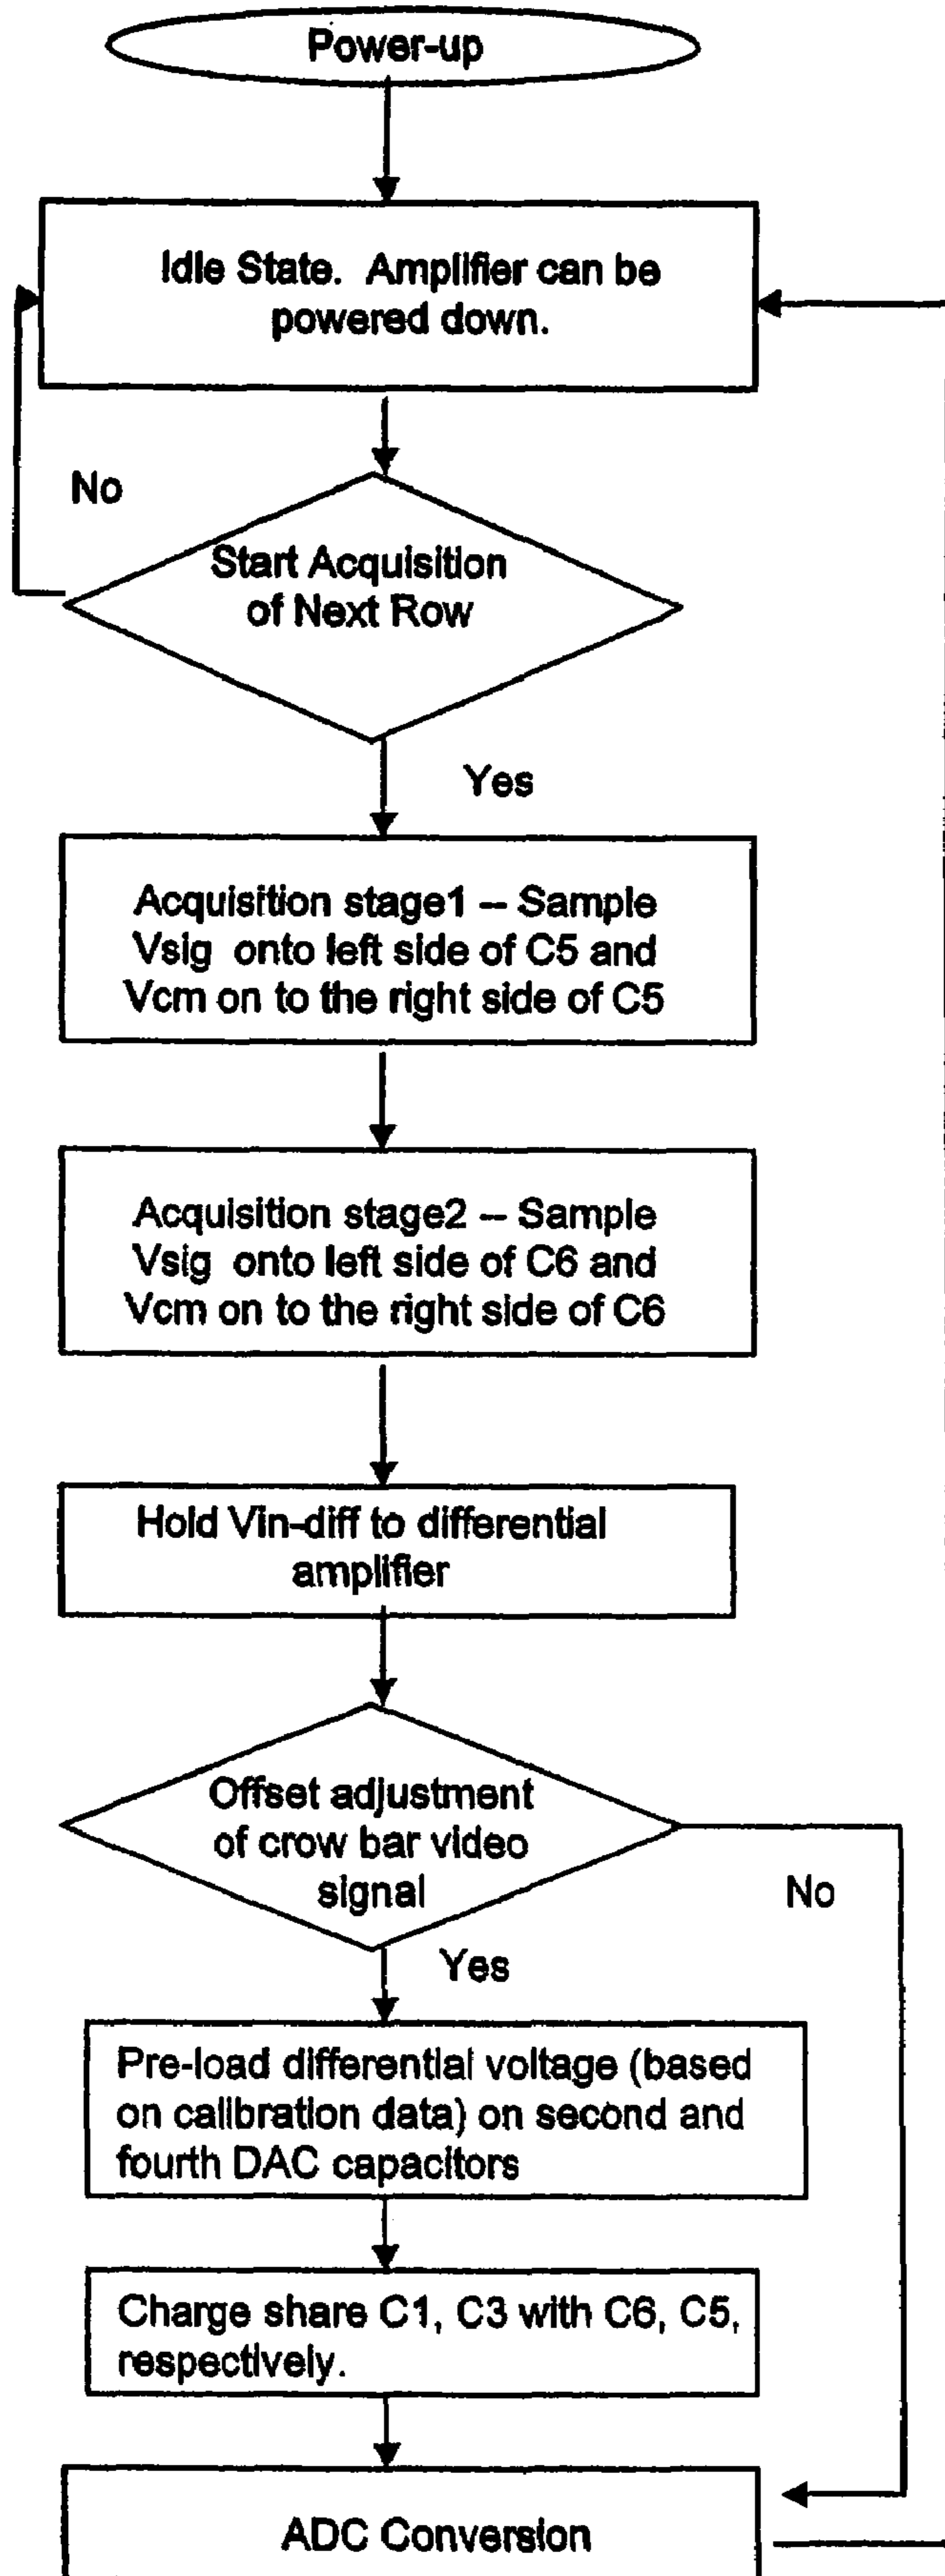 Power-up
Idle State. Amplifier can be
powered down.
No
Start Acquisition
of Next Row
Yes
Acquisition stage1 -- Sample
Vsig onto left side of C5 and
Vcm on to the right side of C5
Acquisition stage2 -- Sample
Vsig onto left side of C6 and
Vcm on to the right side of C6
Hold Vin-diff to differential
amplifier
Offset adjustment
of crow bar video
signal
No
Yes
Pre-load differential voltage (based
on calibration data) on second and
fourth DAC capacitors
Charge share C1, C3 with C6, C5,
respectively.
ADC Conversion